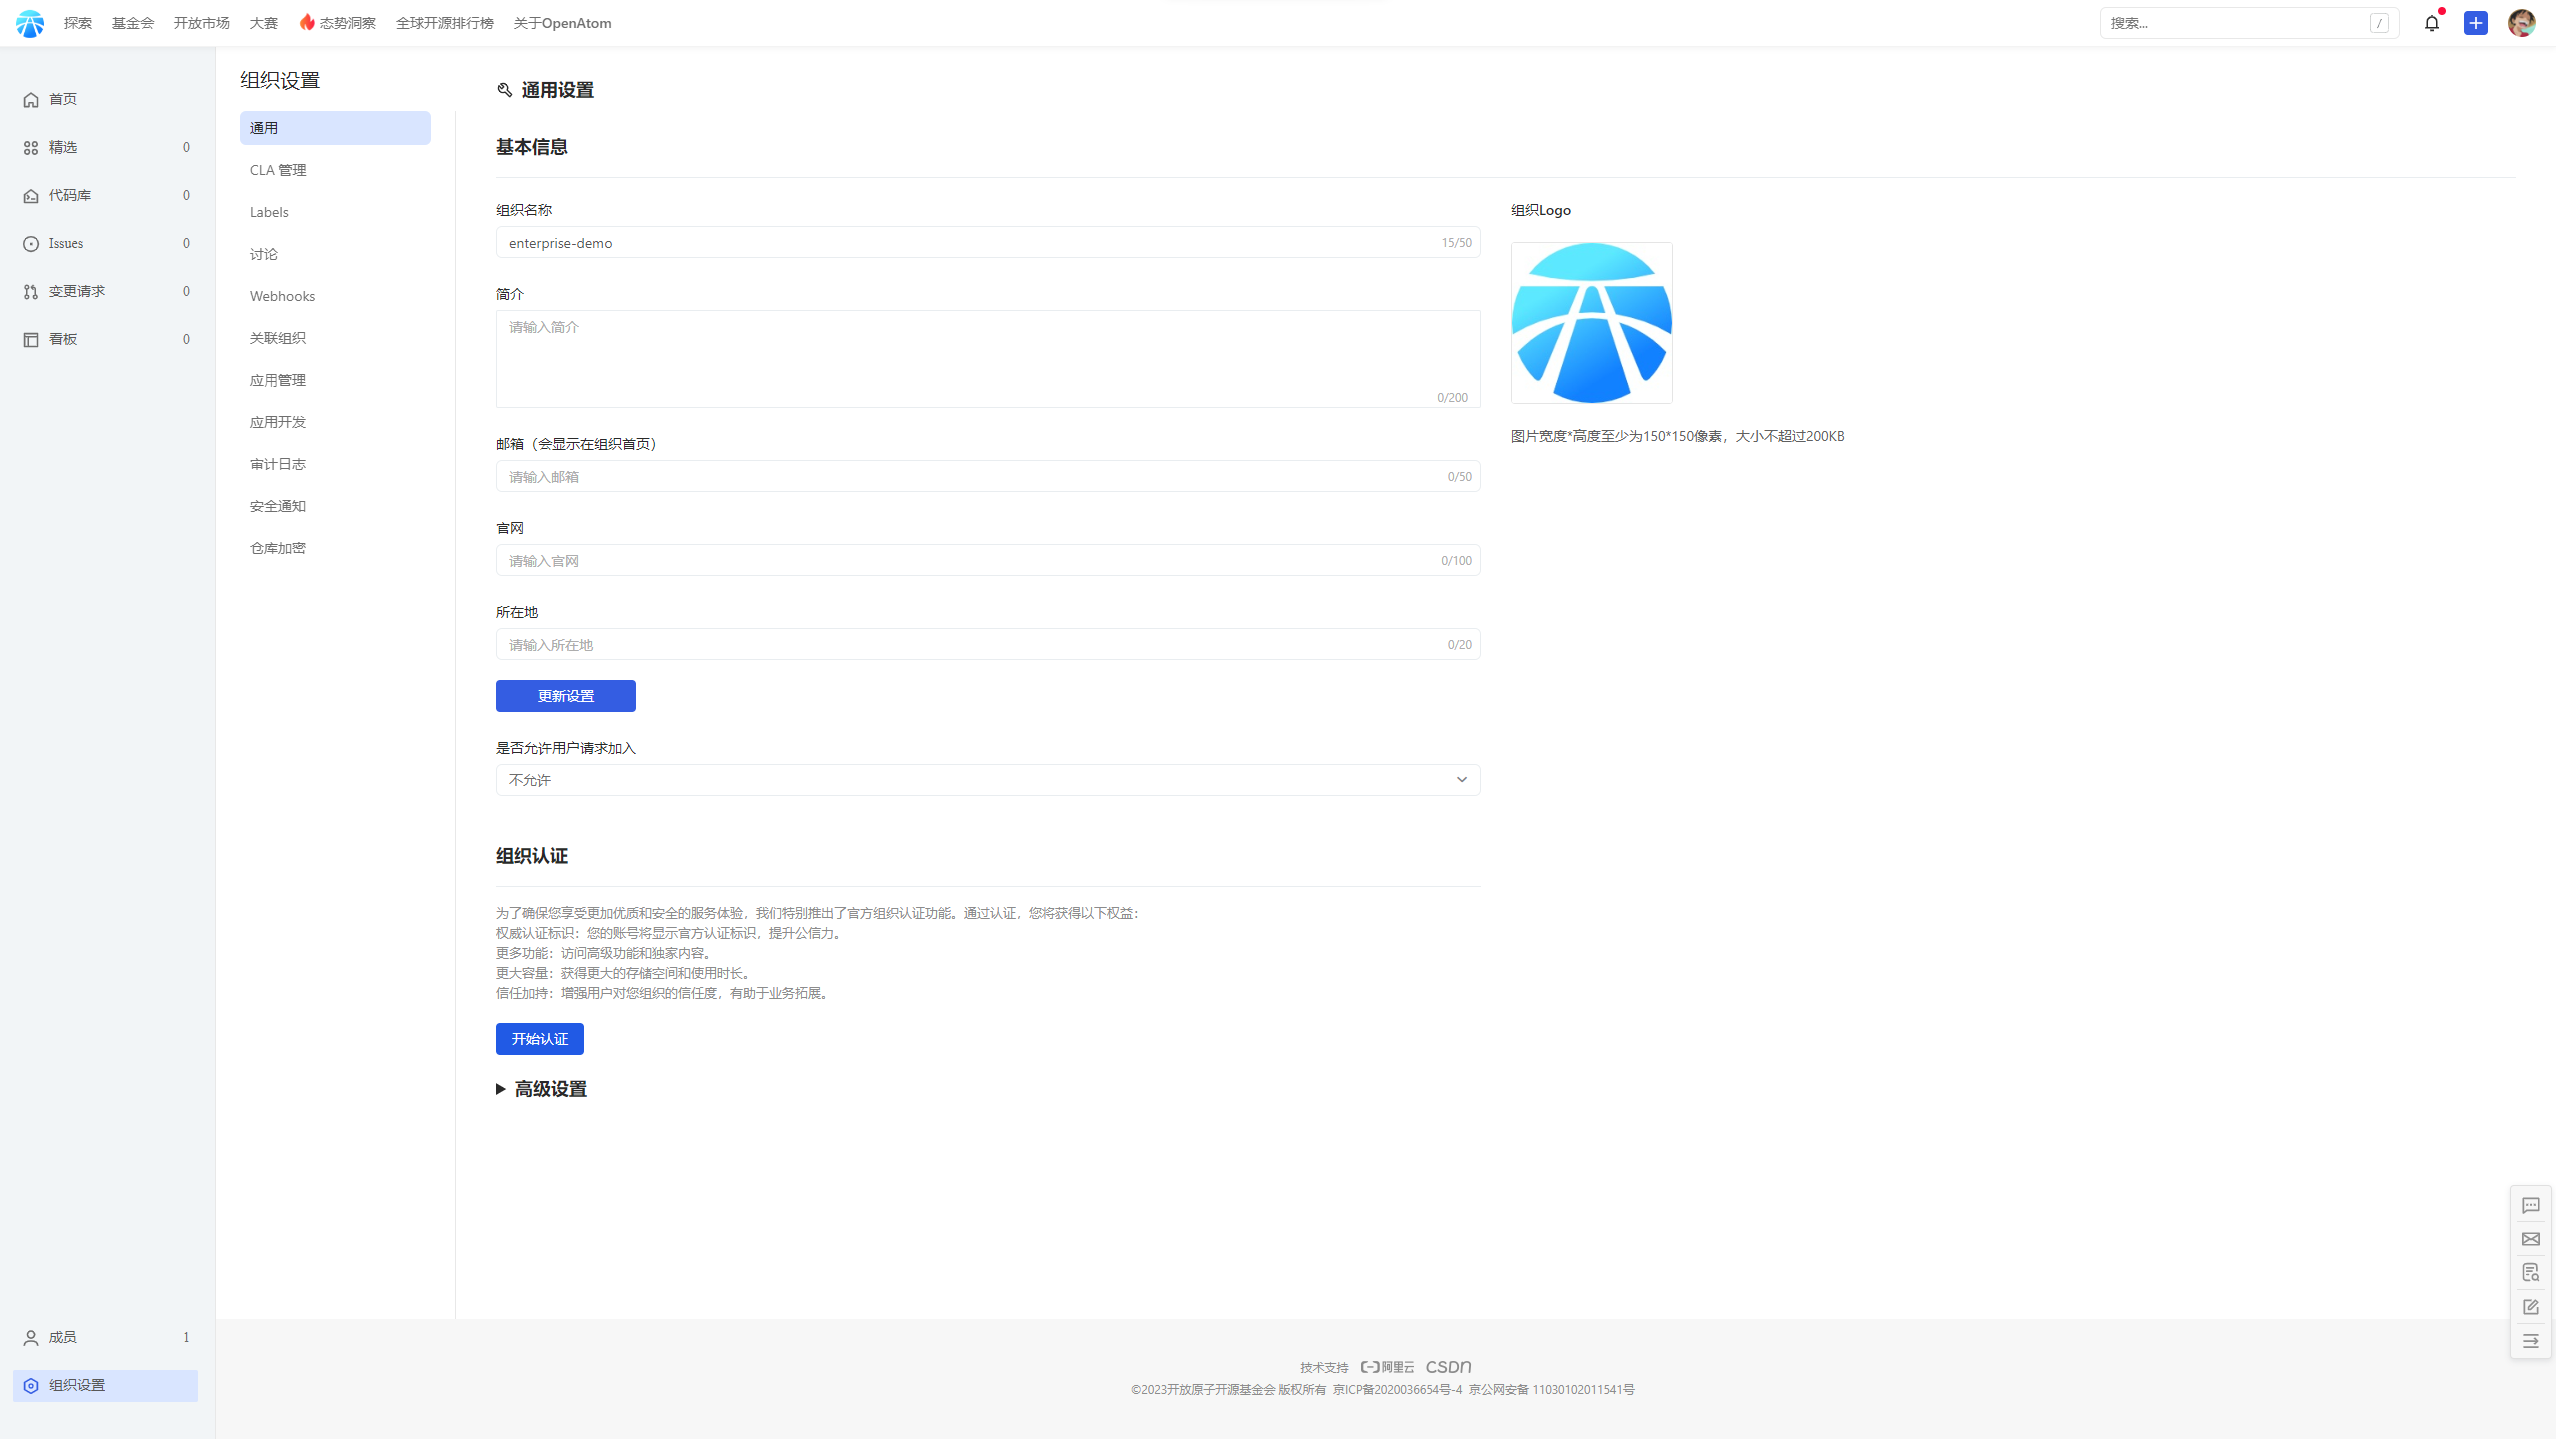 探索 基金会 开放市场 大赛 态势洞察 全球开源排行榜 关于OpenAtom 搜索... /
首页
精选 0
代码库 0
Issues 0
变更请求 0
看板 0
成员 1
组织设置
组织设置
通用
CLA 管理
Labels
讨论
Webhooks
关联组织
应用管理
应用开发
审计日志
安全通知
仓库加密
通用设置
基本信息
组织名称
enterprise-demo 15/50
简介
请输入简介
0/200
邮箱（会显示在组织首页）
请输入邮箱 0/50
官网
请输入官网 0/100
所在地
请输入所在地 0/20
更新设置
是否允许用户请求加入
不允许
组织Logo
图片宽度*高度至少为150*150像素，大小不超过200KB
组织认证
为了确保您享受更加优质和安全的服务体验，我们特别推出了官方组织认证功能。通过认证，您将获得以下权益：
权威认证标识：您的账号将显示官方认证标识，提升公信力。
更多功能：访问高级功能和独家内容。
更大容量：获得更大的存储空间和使用时长。
信任加持：增强用户对您组织的信任度，有助于业务拓展。
开始认证
高级设置
技术支持 阿里云 CSDN
©2023开放原子开源基金会 版权所有 京ICP备2020036654号-4 京公网安备 11030102011541号